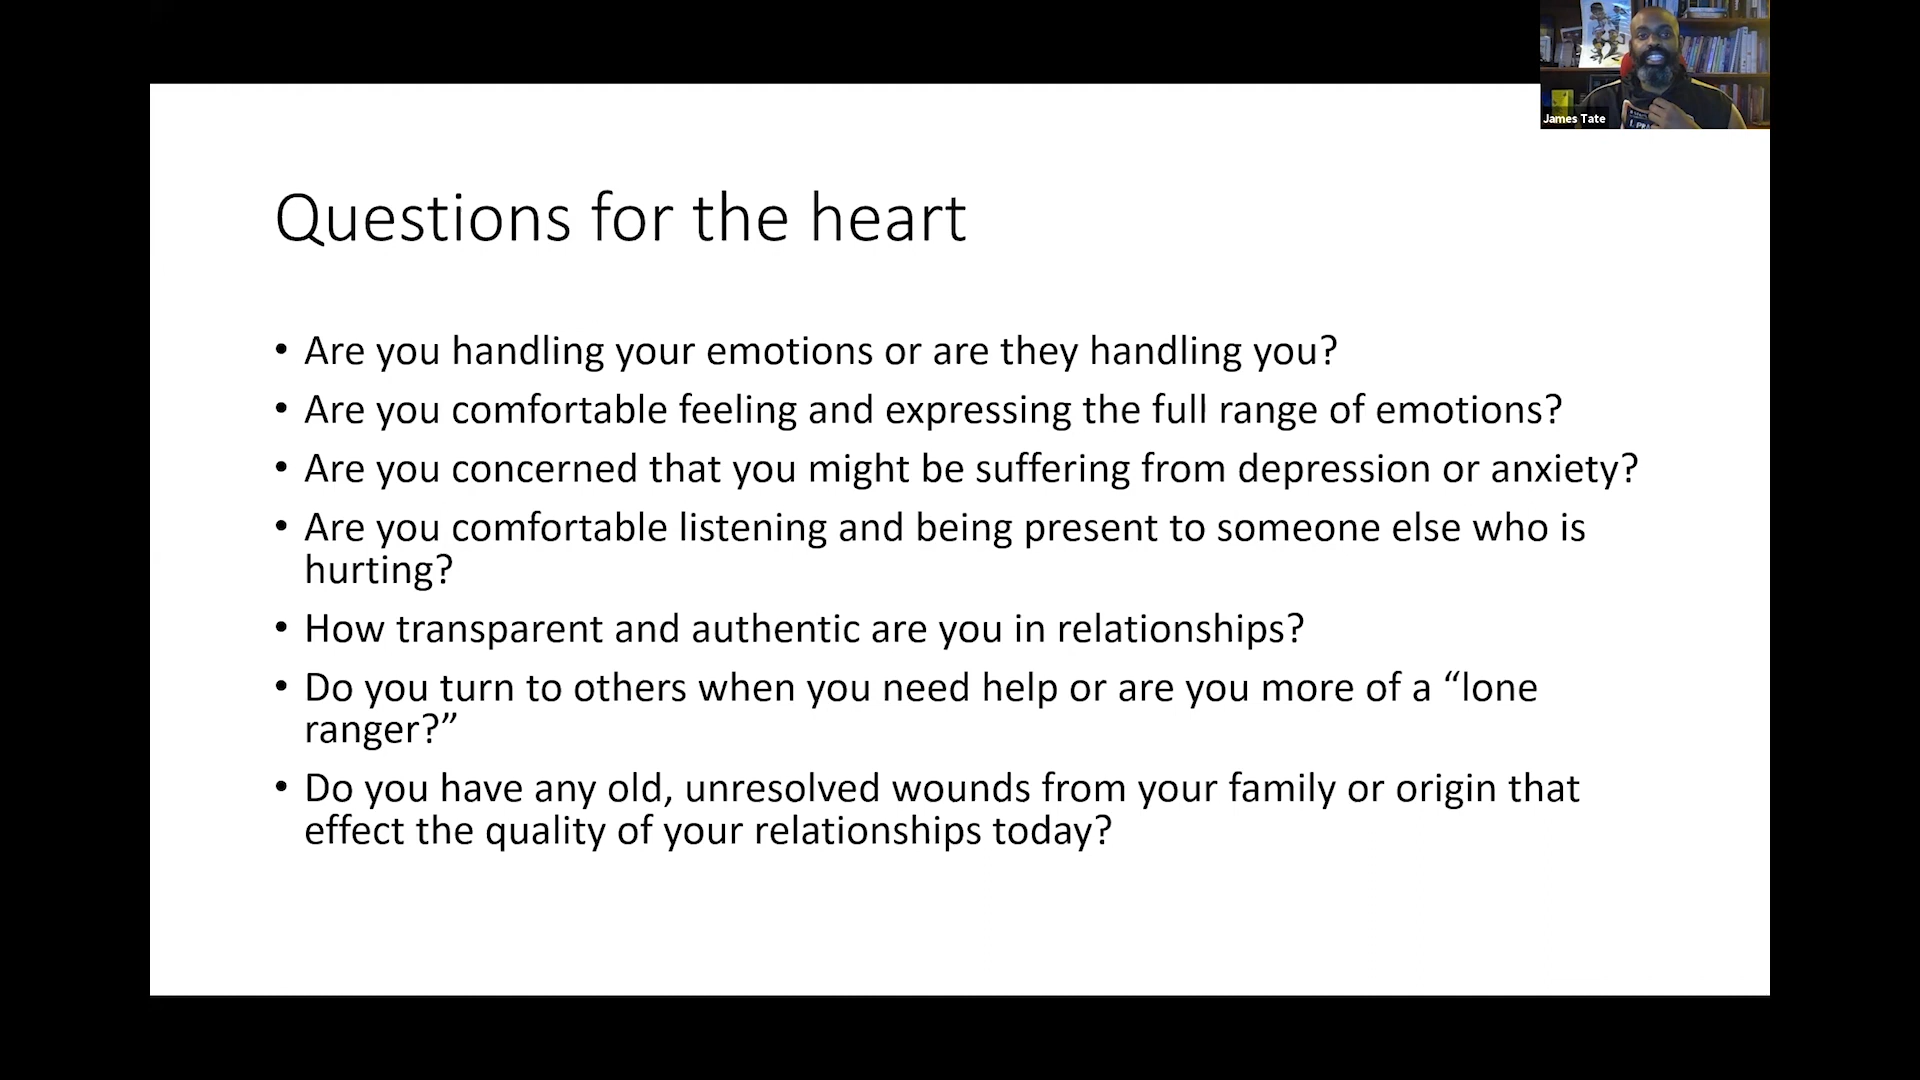 James Tate
Questions for the heart
• Are you handling your emotions or are they handling you?
• Are you comfortable feeling and expressing the full range of emotions?
• Are you concerned that you might be suffering from depression or anxiety?
• Are you comfortable listening and being present to someone else who is
hurting?
• How transparent and authentic are you in relationships?
• Do you turn to others when you need help or are you more of a “lone
ranger?”
• Do you have any old, unresolved wounds from your family or origin that
effect the quality of your relationships today?